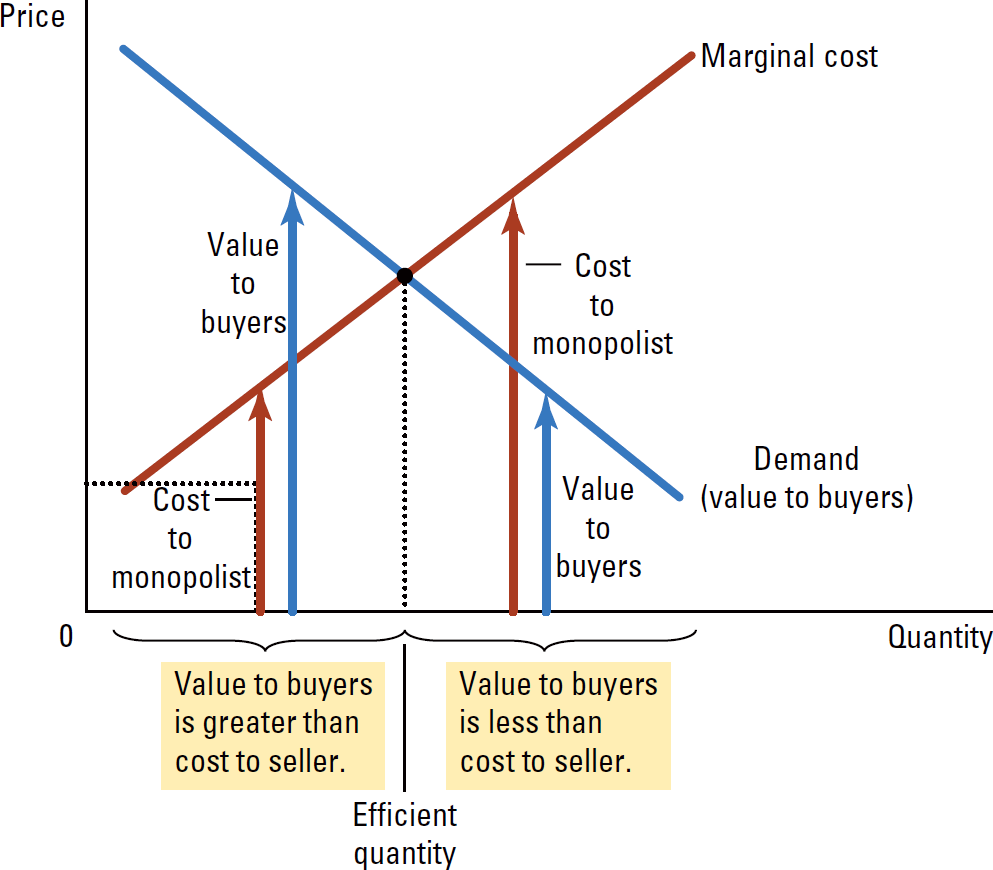 Price
Marginal cost
Value
to
buyers
Cost
to
monopolist
Demand
(value to buyers)
Value
to
buyers
Cost
to
monopolist
0
Quantity
Value to buyers
is greater than
cost to seller.
Value to buyers
is less than
cost to seller.
Efficient
quantity